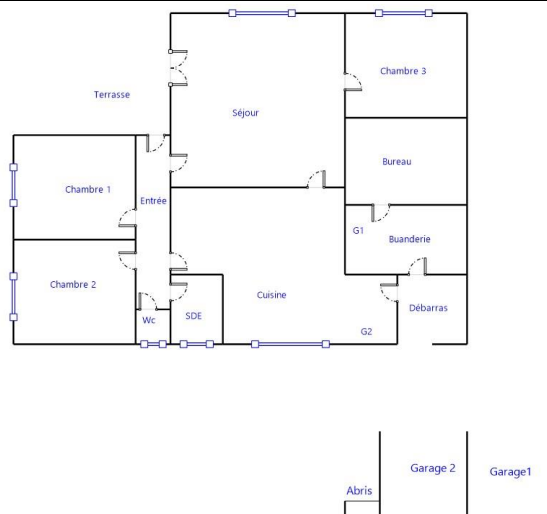 Chambre 3
Terrasse
Séjour
Bureau
Chambre 1
Entrée
G1
Buanderie
Chambre 2
Cuisine
Débarras
Wc
SDE
G2
Garage 2
Garage1
Abris